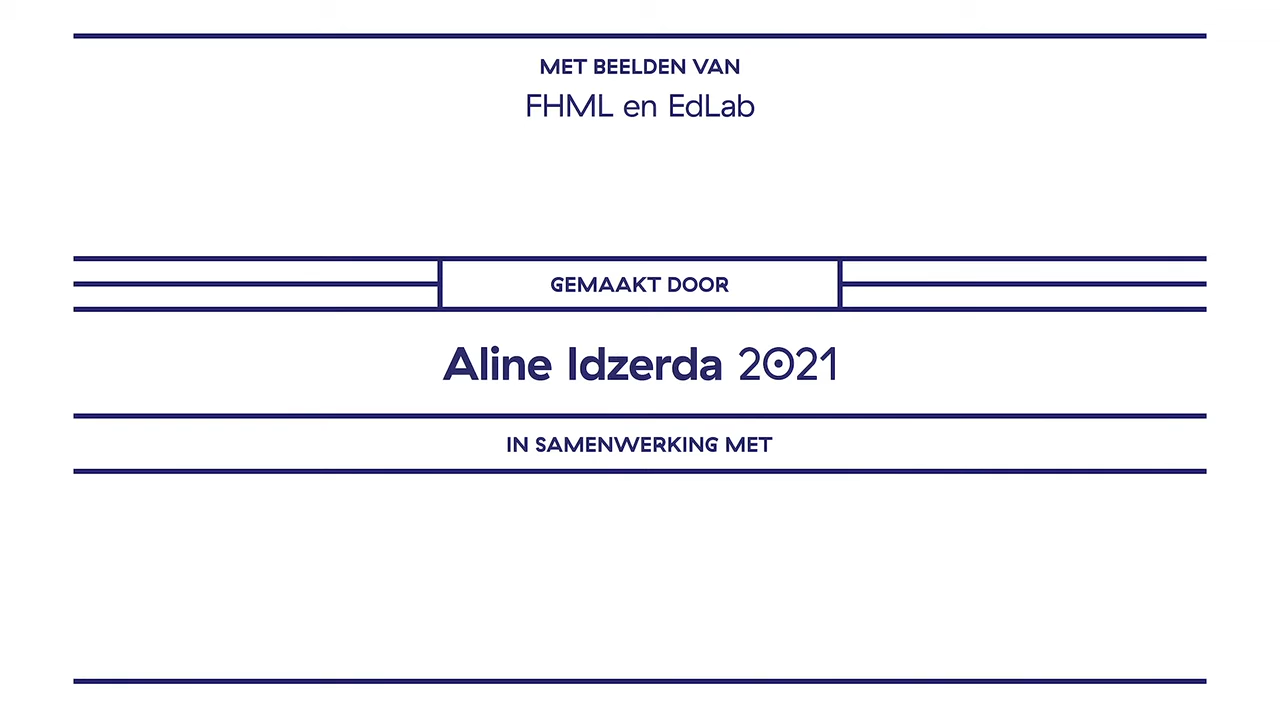 MET BEELDEN VAN
FHML en EdLab
GEMAAKT DOOR
Aline Idzerda 2021
IN SAMENWERKING MET